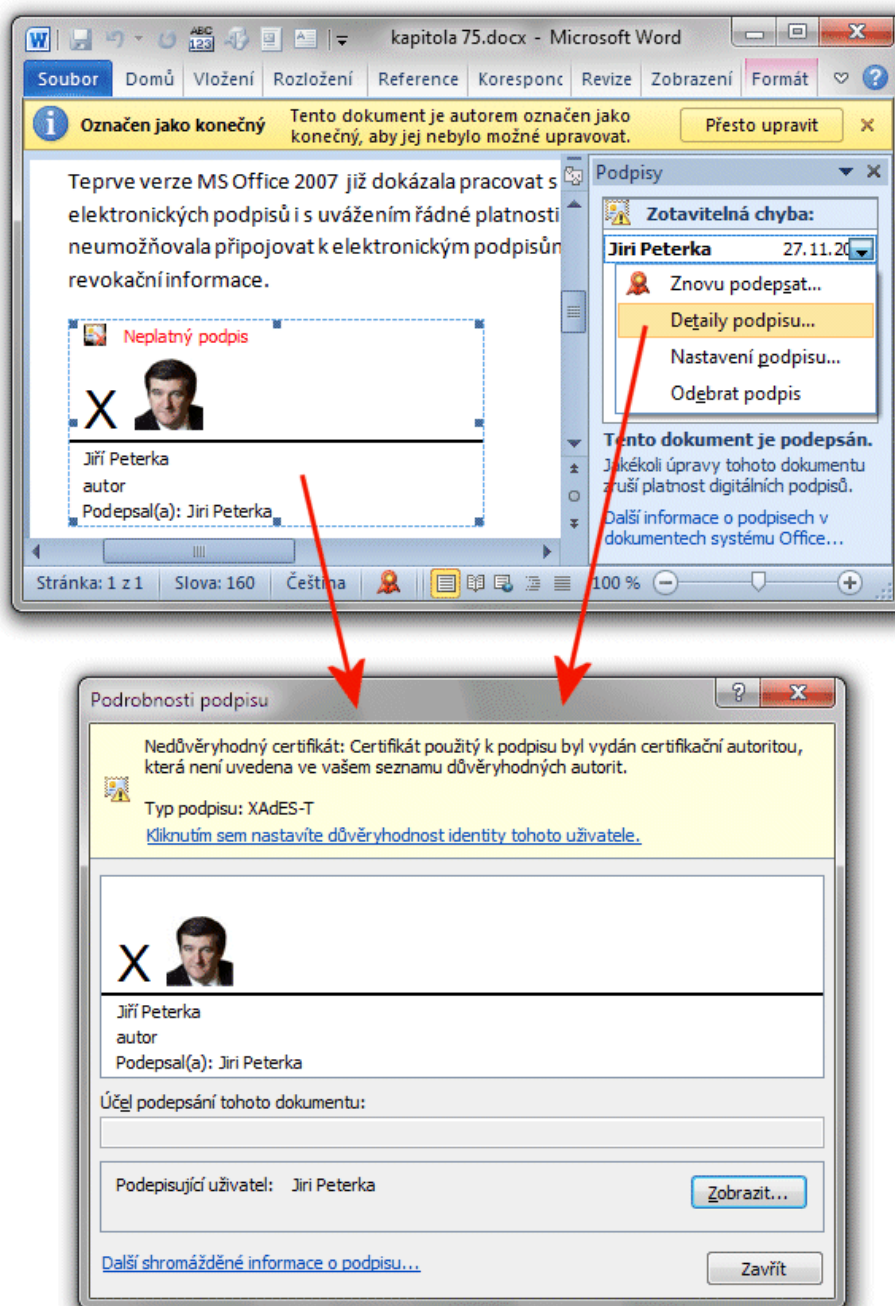 W ABC 123 kapitola 75.docx - Microsoft Word
Soubor Domů Vložení Rozložení Reference Koresponc Revize Zobrazení Formát ?
i Označen jako konečný Tento dokument je autorem označen jako
konečný, aby jej nebylo možné upravovat. Přesto upravit
Teprve verze MS Office 2007 již dokázala pracovat s
elektronických podpisů i s uvážením řádné platnosti
neumožňovala připojovat k elektronickým podpisům
revokační informace.
Neplatný podpis
X
Jiří Peterka
autor
Podepsal(a): Jiri Peterka
Podpisy
Zotavitelná chyba:
Jiri Peterka 27.11.20
Znovu podepsat...
Detaily podpisu...
Nastavení podpisu...
Odebrat podpis
Tento dokument je podepsán.
Jakékoli úpravy tohoto dokumentu
zruší platnost digitálních podpisů.
Další informace o podpisech v
dokumentech systému Office...
Stránka: 1 z 1 Slova: 160 Čeština 100 %
Podrobnosti podpisu ?
Nedůvěryhodný certifikát: Certifikát použitý k podpisu byl vydán certifikační autoritou,
která není uvedena ve vašem seznamu důvěryhodných autorit.
Typ podpisu: XAdES-T
Kliknutím sem nastavíte důvěryhodnost identity tohoto uživatele.
X
Jiří Peterka
autor
Podepsal(a): Jiri Peterka
Účel podepsání tohoto dokumentu:
Podepisující uživatel: Jiri Peterka Zobrazit...
Další shromážděné informace o podpisu... Zavřít